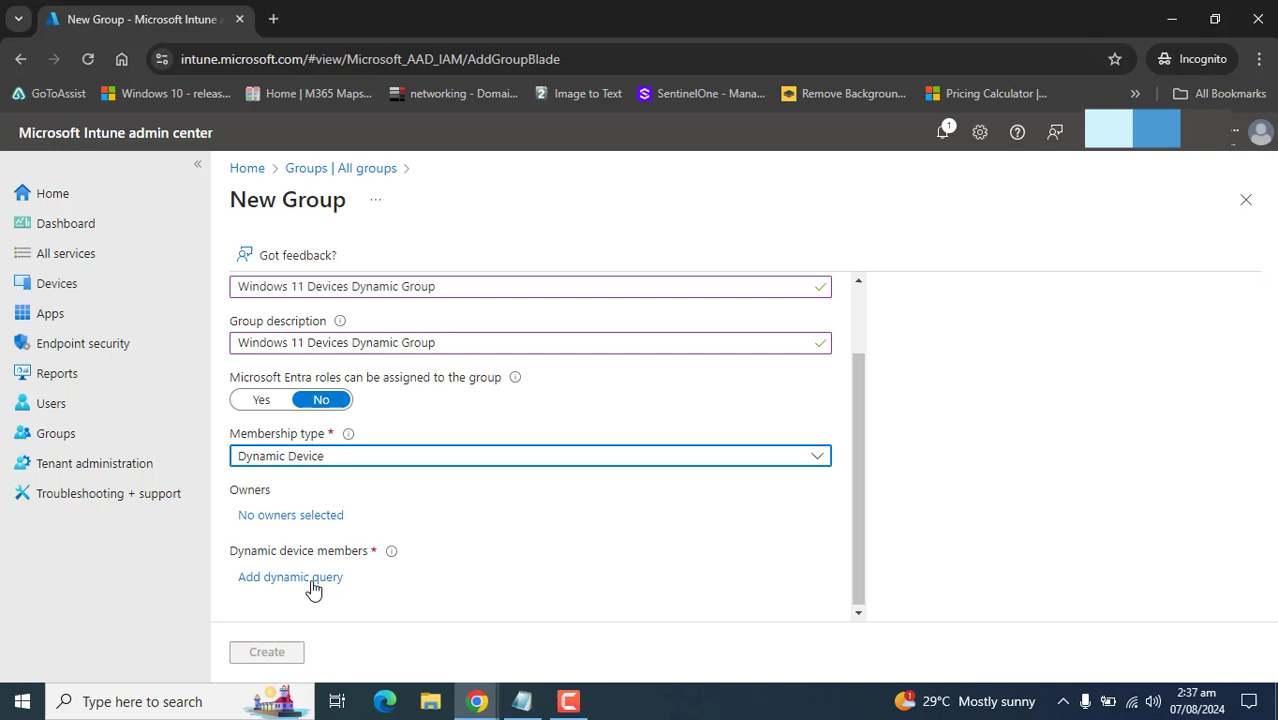 New Group - Microsoft Intune a
intune.microsoft.com/#view/Microsoft_AAD_IAM/AddGroupBlade
Incognito
GoToAssist
Windows 10 - releas...
Home | M365 Maps...
networking - Domai...
Image to Text
SentinelOne - Mana...
Remove Backgroun...
Pricing Calculator |...
»
All Bookmarks
Microsoft Intune admin center
1
Home > Groups | All groups >
New Group ...
Home
Dashboard
All services
Devices
Apps
Endpoint security
Reports
Users
Groups
Tenant administration
Troubleshooting + support
Got feedback?
Windows 11 Devices Dynamic Group
Group description
Windows 11 Devices Dynamic Group
Microsoft Entra roles can be assigned to the group
Yes No
Membership type *
Dynamic Device
Owners
No owners selected
Dynamic device members *
Add dynamic query
Create
Type here to search
1
29°C Mostly sunny
2:37 am
07/08/2024